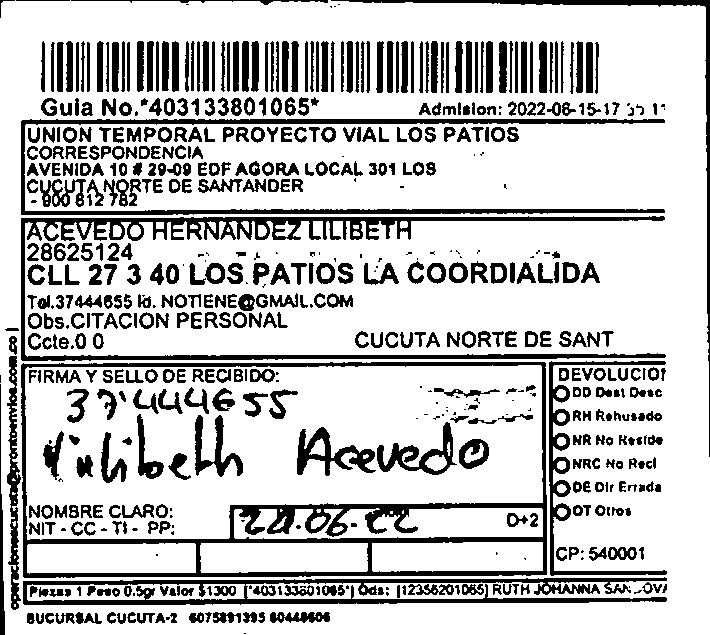 Guia No.*403133801065*
Admision: 2022-06-15-17
UNION TEMPORAL PROYECTO VIAL LOS PATIOS
CORRESPONDENCIA
AVENIDA 10 # 29-09 EDF AGORA LOCAL 301 LOS
CUCUTA NORTE DE SANTANDER
- 900 812 782
ACEVEDO HERNANDEZ LILIBETH
28625124
CLL 27 3 40 LOS PATIOS LA COORDIALIDA
Tel.37444655 Id. NOTIENE@GMAIL.COM
Obs.CITACION PERSONAL
Ccte.0 0 CUCUTA NORTE DE SANT
operacionescucuta@prontoenvios.com.co |
FIRMA Y SELLO DE RECIBIDO:
37444655
Lilibeth Acevedo
NOMBRE CLARO:
NIT - CC - TI - PP:
06-22
D+2
DEVOLUCION
DD Dest Desc
RH Rehusado
NR No Reside
NRC No Recl
DE Dir Errada
OT Otros
CP: 540001
Piezas 1 Peso 0.5gr Valor $1300 [*403133801065*] Ods: [12356201065] RUTH JOHANNA
SUCURSAL CUCUTA-2 6075891395 60448606